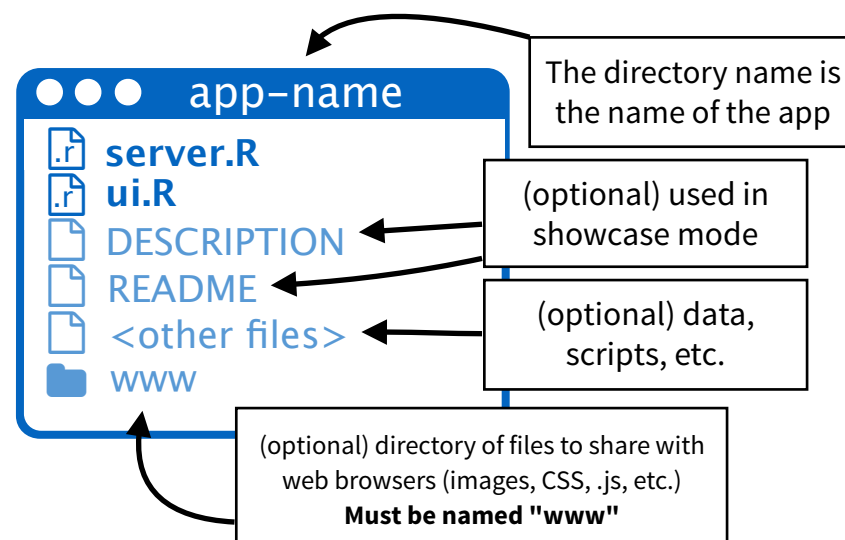 app-name
The directory name is
the name of the app
.r server.R
.r ui.R
(optional) used in
showcase mode
DESCRIPTION
README
(optional) data,
scripts, etc.
<other files>
www
(optional) directory of files to share with
web browsers (images, CSS, .js, etc.)
Must be named "www"